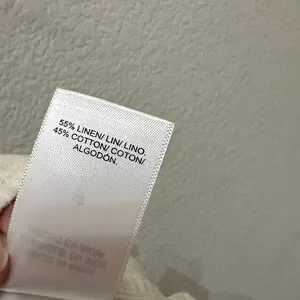 55% LINEN/ LIN/ LINO.
45% COTTON/ COTON/
ALGODÓN.